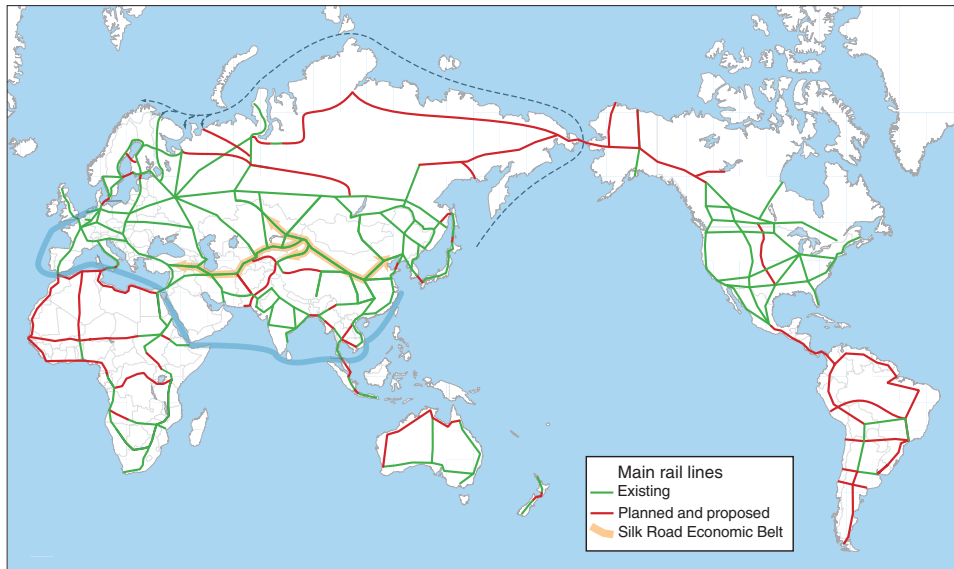 Main rail lines
Existing
Planned and proposed
Silk Road Economic Belt